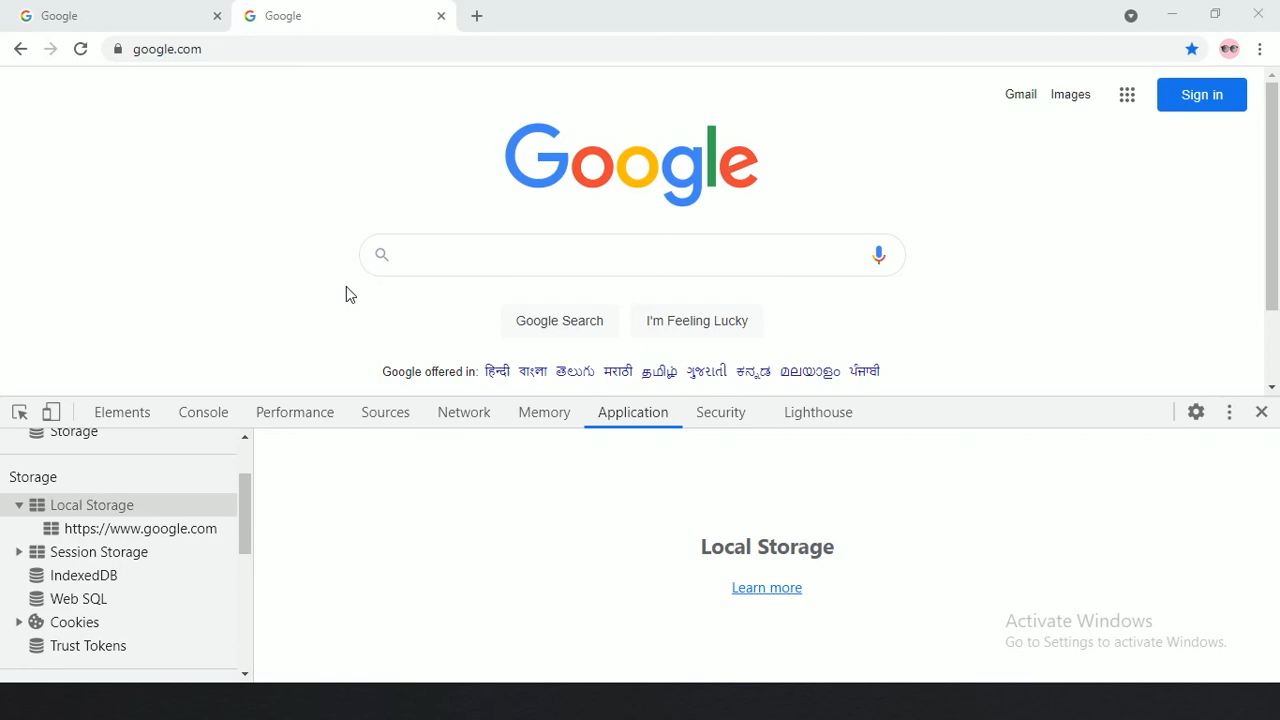 Google
Google
google.com
Gmail Images
Sign in
Google
Google Search
I'm Feeling Lucky
Google offered in: हिन्दी বাংলা తెలుగు मराठी தமிழ் ગુજરાતી ಕನ್ನಡ മലയാളം ਪੰਜਾਬੀ
Elements Console Performance Sources Network Memory Application Security Lighthouse
Storage
Storage
Local Storage
https://www.google.com
Session Storage
IndexedDB
Web SQL
Cookies
Trust Tokens
Local Storage
Learn more
Activate Windows
Go to Settings to activate Windows.